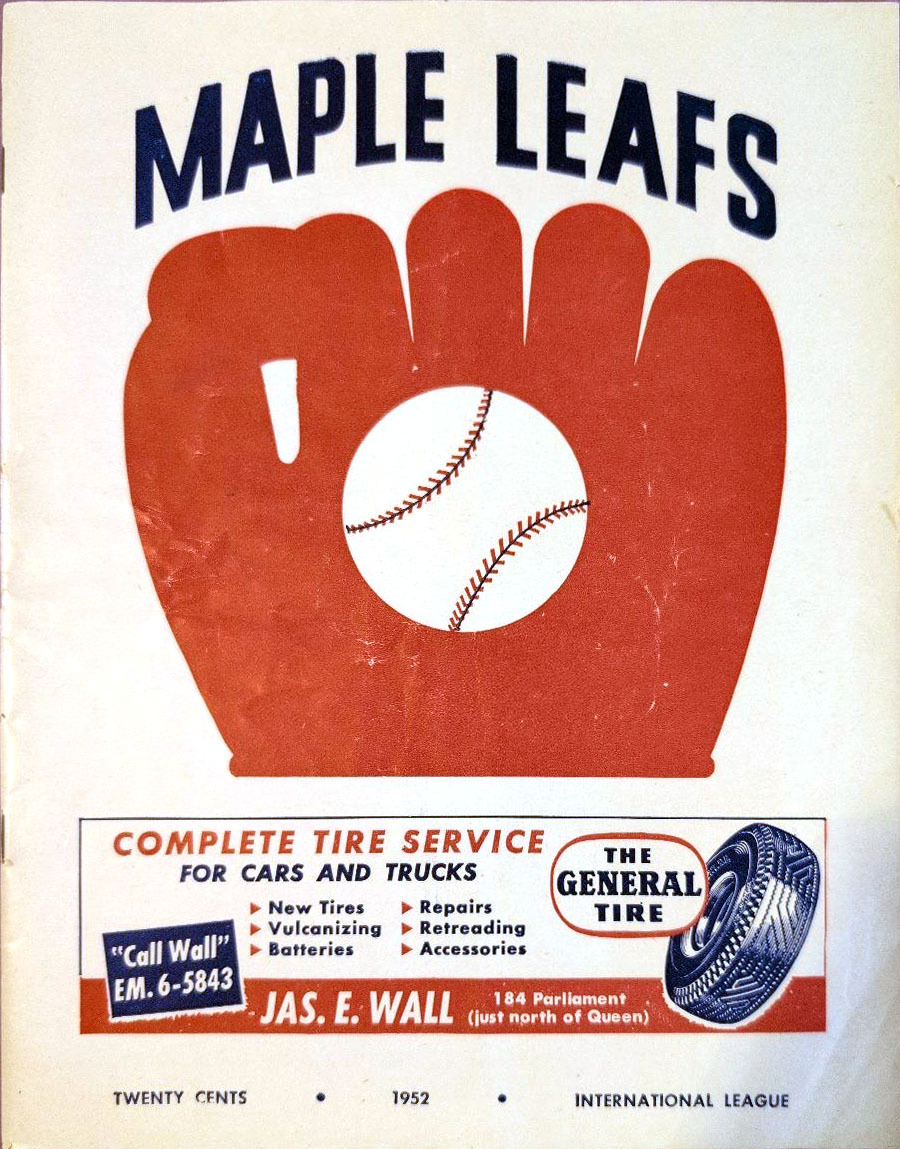 MAPLE LEAFS
COMPLETE TIRE SERVICE
FOR CARS AND TRUCKS
New Tires
Vulcanizing
Batteries
Repairs
Retreading
Accessories
THE
GENERAL
TIRE
"Call Wall"
EM. 6-5843
JAS. E. WALL
184 Parliament
(just north of Queen)
TWENTY CENTS • 1952 • INTERNATIONAL LEAGUE